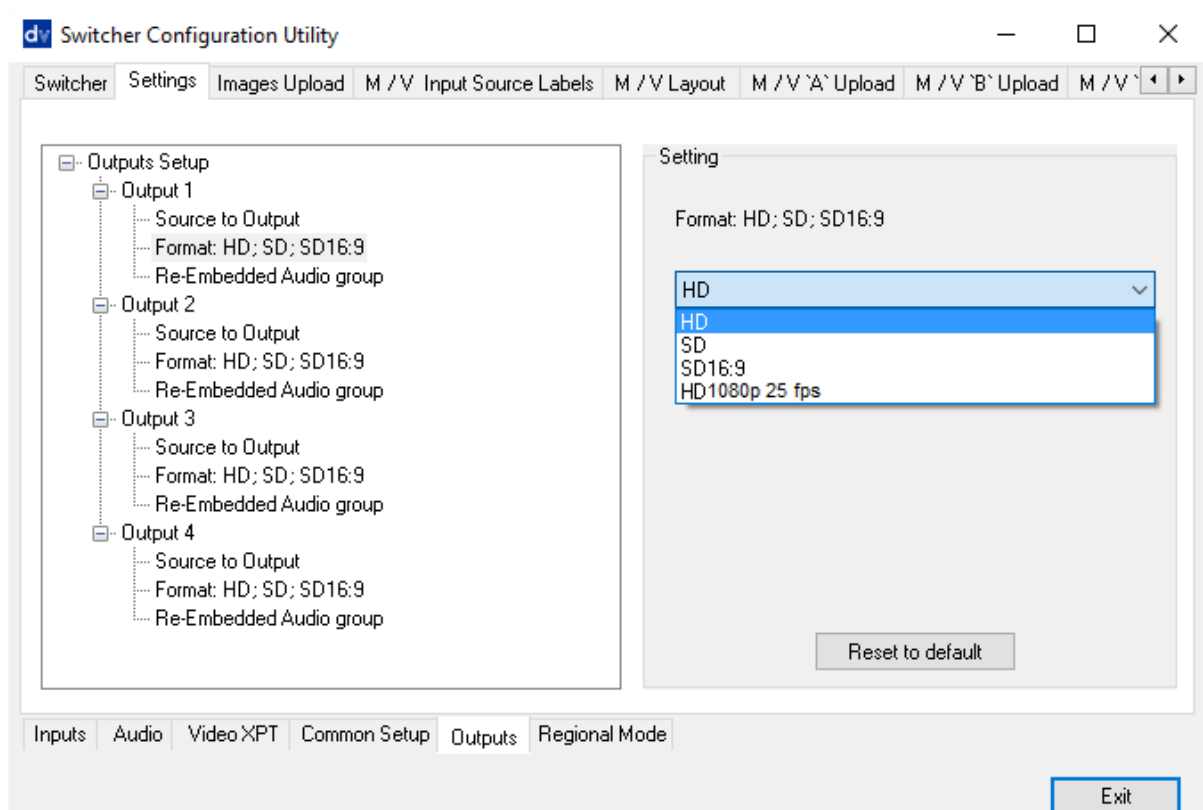 dv Switcher Configuration Utility
Switcher Settings Images Upload M / V Input Source Labels M / V Layout M / V `A` Upload M / V `B` Upload M / V `
Outputs Setup
Output 1
Source to Output
Format: HD; SD; SD16:9
Re-Embedded Audio group
Output 2
Source to Output
Format: HD; SD; SD16:9
Re-Embedded Audio group
Output 3
Source to Output
Format: HD; SD; SD16:9
Re-Embedded Audio group
Output 4
Source to Output
Format: HD; SD; SD16:9
Re-Embedded Audio group
Setting
Format: HD; SD; SD16:9
HD
HD
SD
SD16:9
HD1080p 25 fps
Reset to default
Inputs Audio Video XPT Common Setup Outputs Regional Mode
Exit